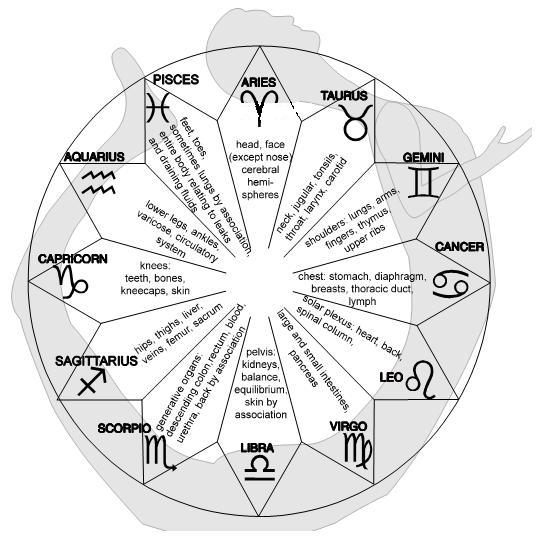 ARIES
head, face
(except nose)
cerebral
hemi-
spheres
TAURUS
neck, jugular, tonsils,
throat, larynx, carotid
GEMINI
shoulders: lungs, arms,
fingers, thymus,
upper ribs
CANCER
chest: stomach, diaphragm,
breasts, thoracic duct,
lymph
LEO
solar plexus: heart, back,
spinal column,
VIRGO
large and small intestines,
pancreas
LIBRA
pelvis:
kidneys,
balance,
equilibrium,
skin by
association
SCORPIO
generative organs:
descending colon,rectum, blood,
urethra, back by association
SAGITTARIUS
hips, thighs, liver,
veins, femur, sacrum
CAPRICORN
knees:
teeth, bones,
kneecaps, skin
AQUARIUS
lower legs, ankles,
varicose, circulatory
system
PISCES
feet, toes,
sometimes lungs by association,
entire body relating to leaks
and draining fluids